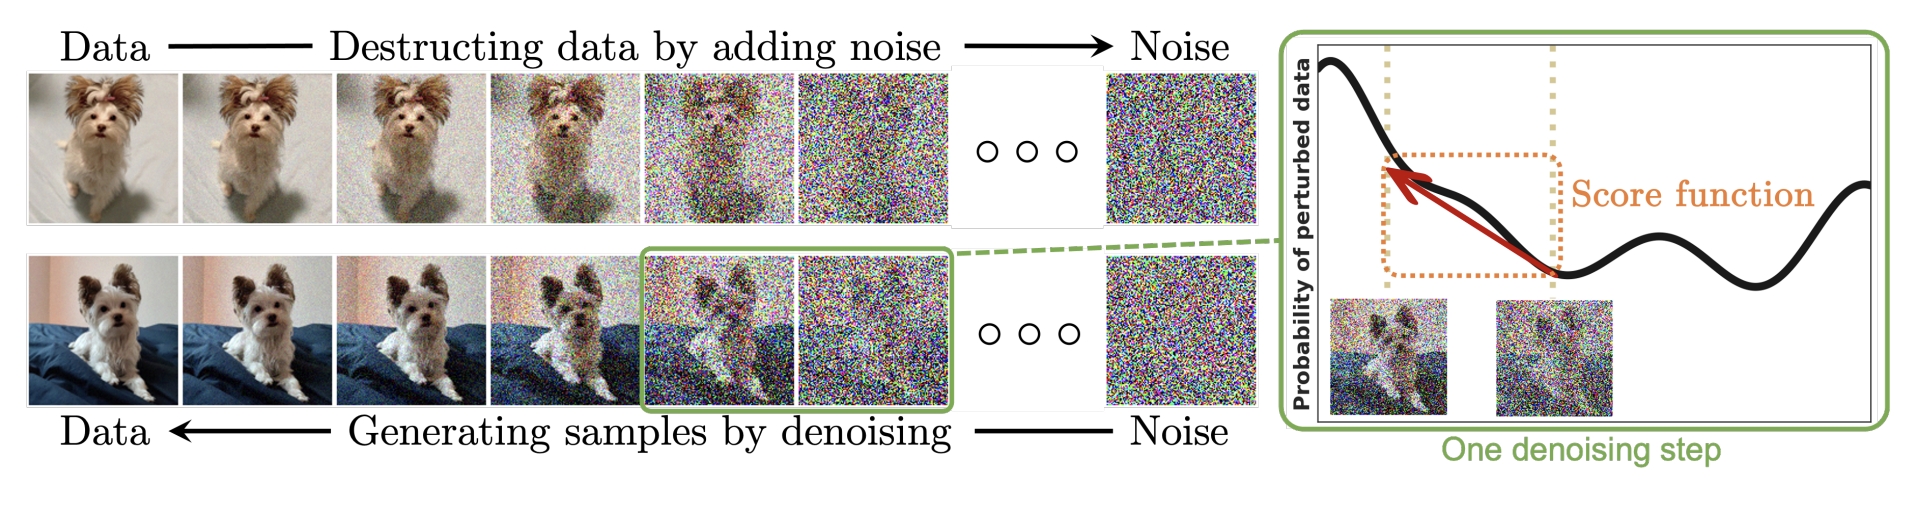 Data Destructing data by adding noise Noise
Data Generating samples by denoising Noise
Probability of perturbed data
Score function
One denoising step